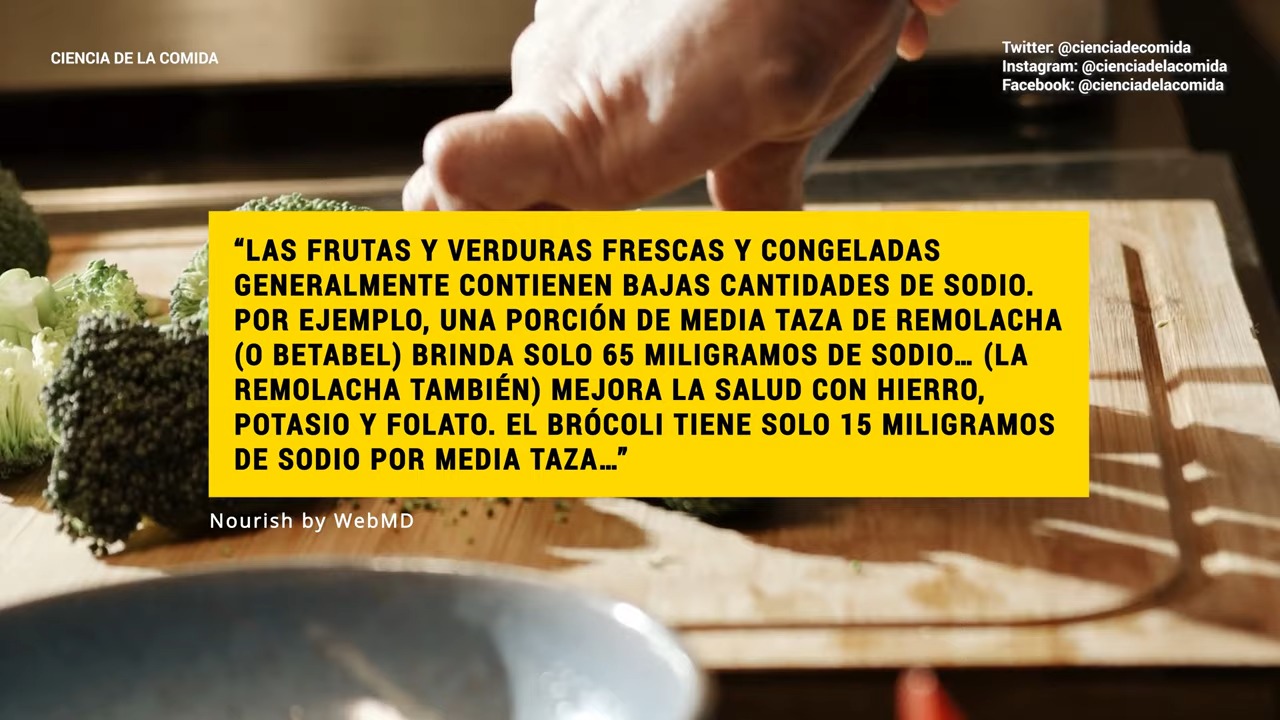 CIENCIA DE LA COMIDA
Twitter: @cienciadecomida
Instagram: @cienciadelacomida
Facebook: @cienciadelacomida
“LAS FRUTAS Y VERDURAS FRESCAS Y CONGELADAS
GENERALMENTE CONTIENEN BAJAS CANTIDADES DE SODIO.
POR EJEMPLO, UNA PORCIÓN DE MEDIA TAZA DE REMOLACHA
(O BETABEL) BRINDA SOLO 65 MILIGRAMOS DE SODIO… (LA
REMOLACHA TAMBIÉN) MEJORA LA SALUD CON HIERRO,
POTASIO Y FOLATO. EL BRÓCOLI TIENE SOLO 15 MILIGRAMOS
DE SODIO POR MEDIA TAZA…”
Nourish by WebMD